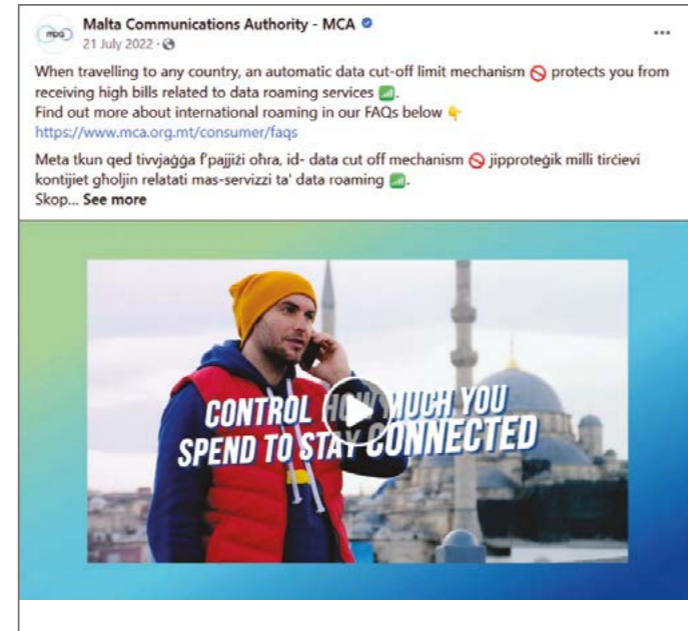 mca
Malta Communications Authority - MCA
21 July 2022 ·
When travelling to any country, an automatic data cut-off limit mechanism 🚫 protects you from
receiving high bills related to data roaming services 📶.
Find out more about international roaming in our FAQs below 👇
https://www.mca.org.mt/consumer/faqs
Meta tkun qed tivvjaġġa f'pajjiżi oħra, id- data cut off mechanism 🚫 jipproteġik milli tirċievi
kontijiet għoljin relatati mas-servizzi ta' data roaming 📶.
Skop... See more
CONTROL HOW MUCH YOU
SPEND TO STAY CONNECTED